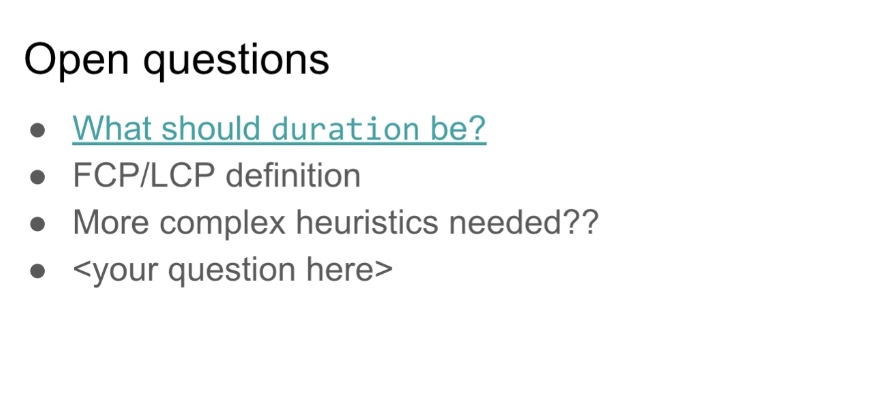 Open questions
● What should duration be?
● FCP/LCP definition
● More complex heuristics needed??
● <your question here>